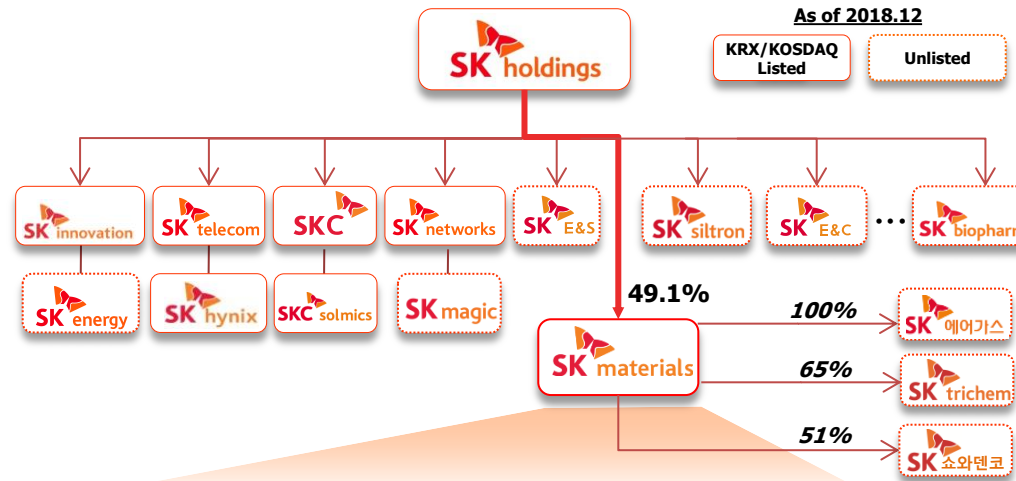 As of 2018.12
SK holdings
KRX/KOSDAQ
Listed
Unlisted
SK innovation
SK telecom
SKC
SK networks
SK E&S
SK siltron
SK E&C
...
SK biopharm
SK energy
SK hynix
SKC solmics
SK magic
49.1%
SK materials
100%
SK 에어가스
65%
SK trichem
51%
SK 쇼와덴코